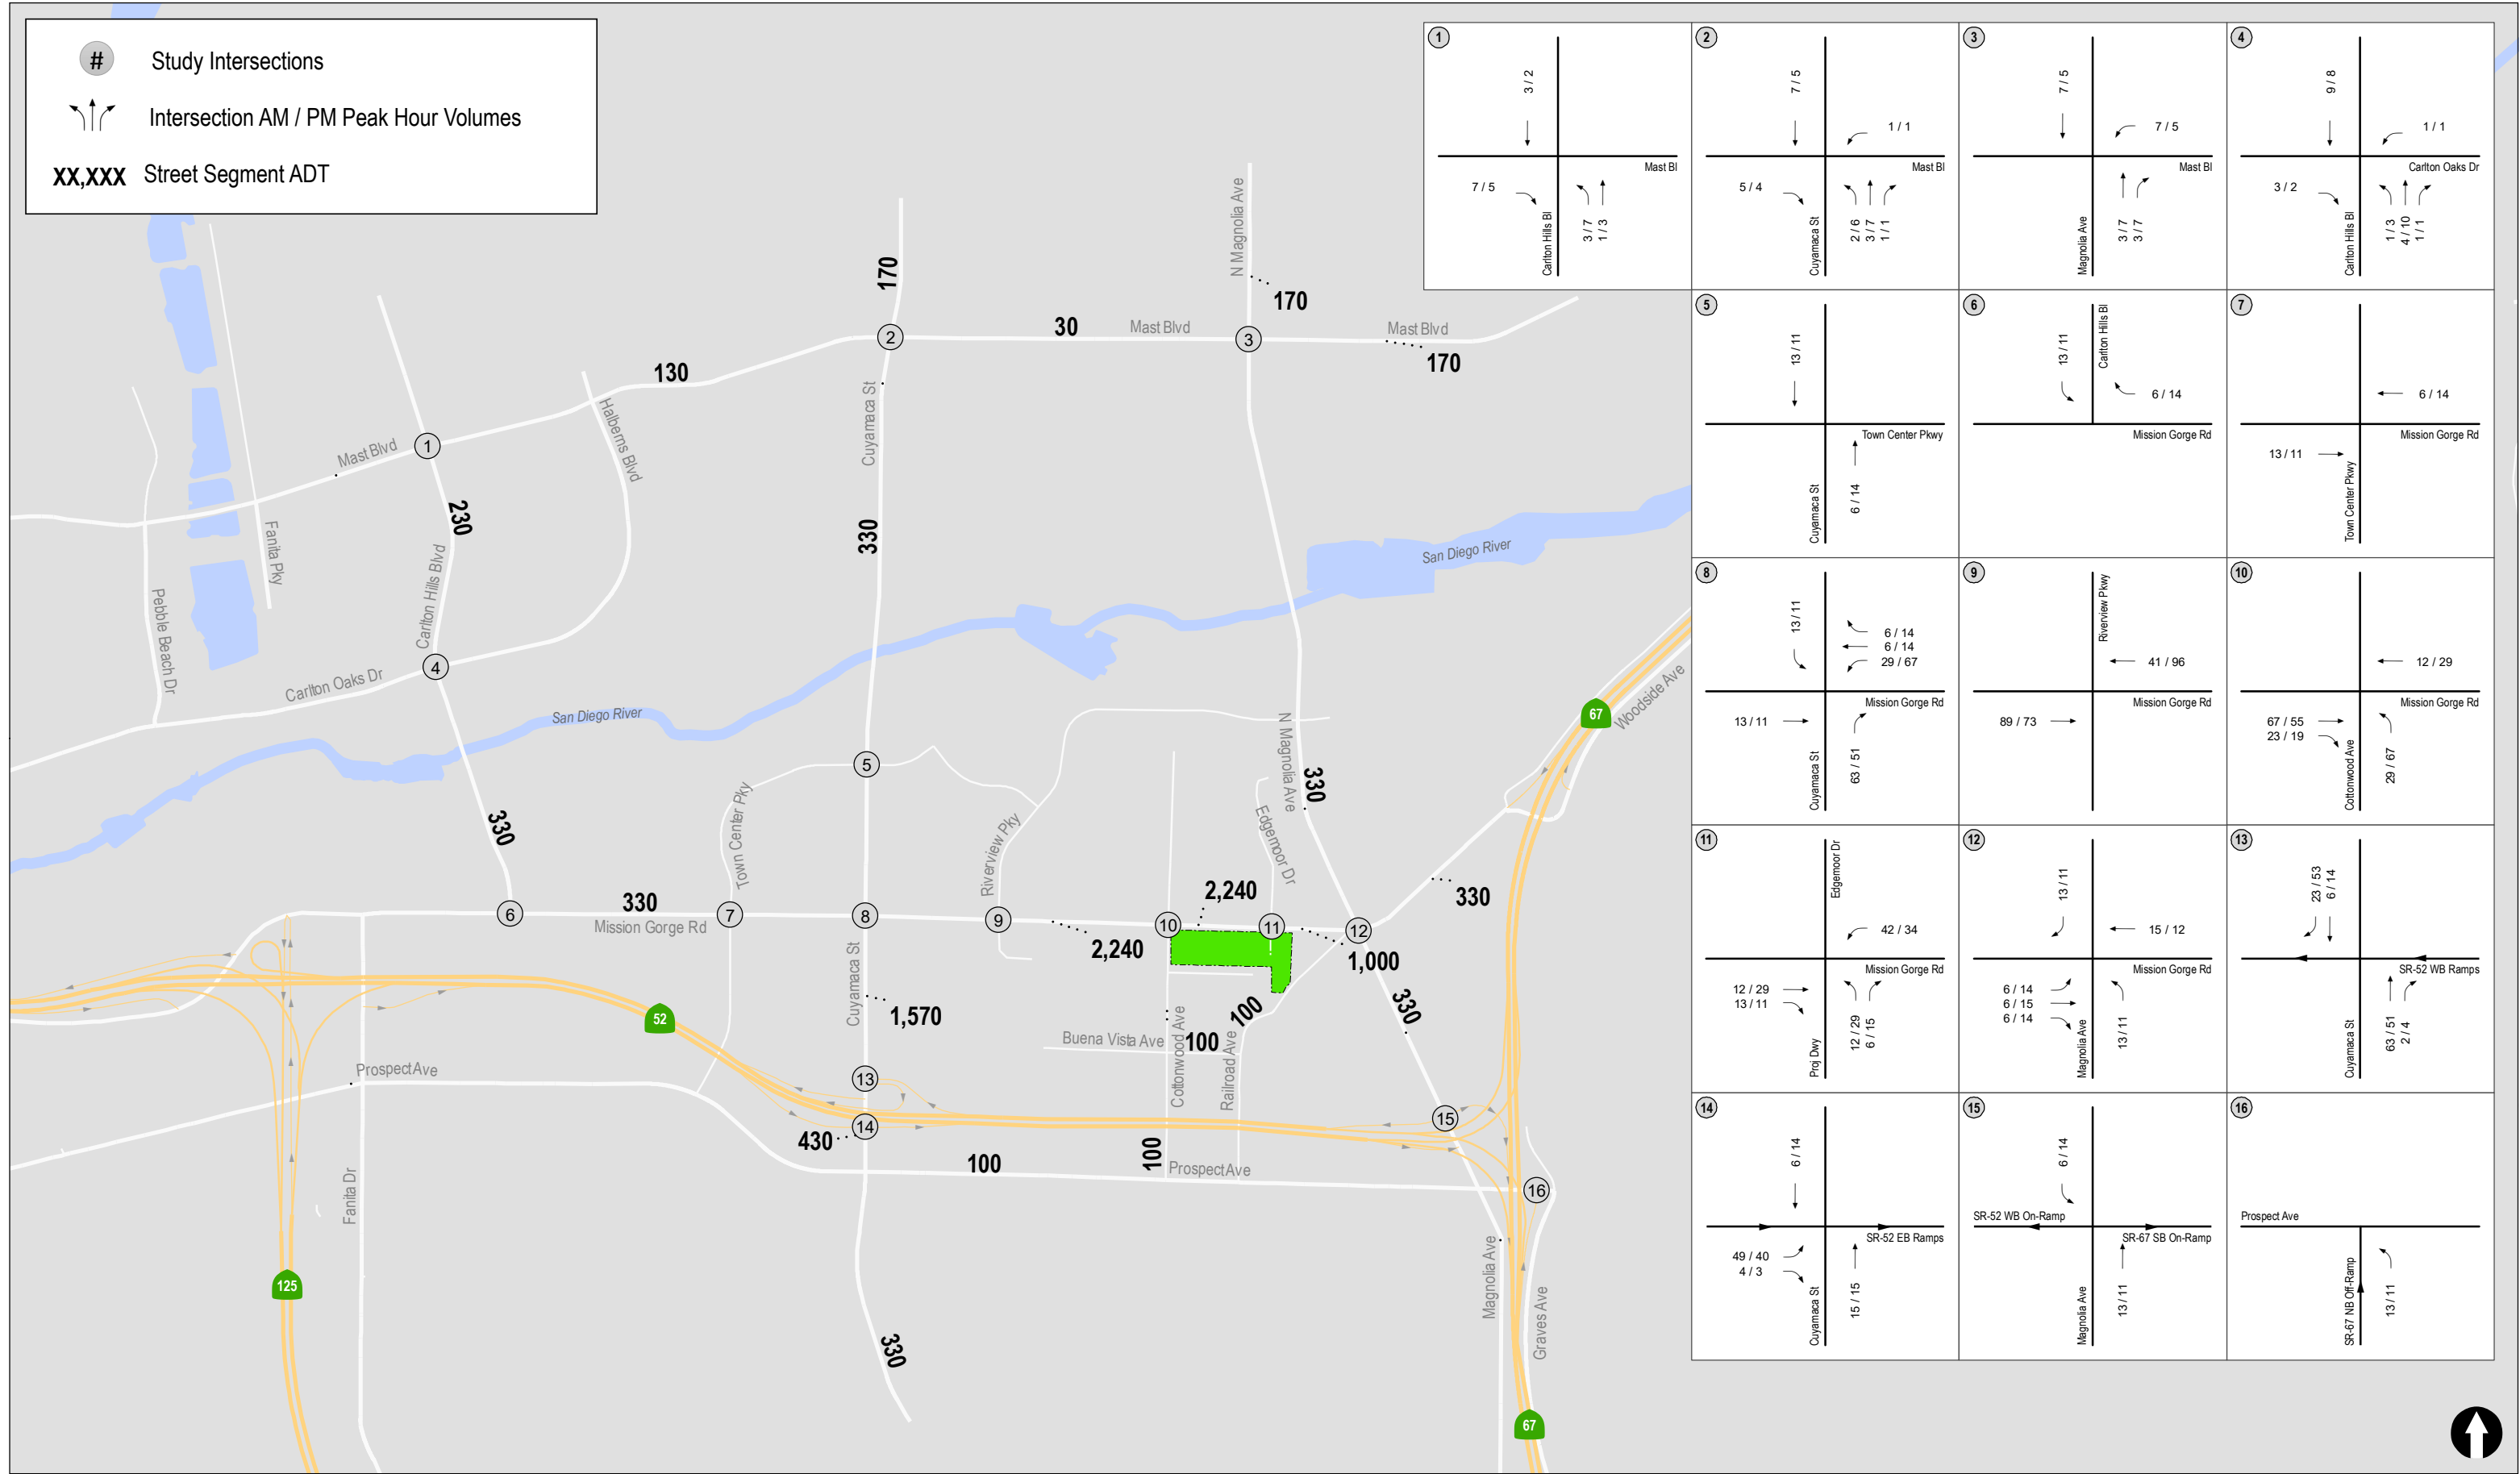 #
Study Intersections
Intersection AM / PM Peak Hour Volumes
XX,XXX
Street Segment ADT
170
N Magnolia Ave
170
2
30
Mast Blvd
3
Mast Blvd
170
130
Cuyamaca St
Halberns Blvd
1
Mast Blvd
230
330
Fanita Pky
San Diego River
Carlton Hills Blvd
Pebble Beach Dr
4
Carlton Oaks Dr
San Diego River
67
Woodside Ave
5
N Magnolia Ave
330
Town Center Pky
Riverview Pky
Edgemoor Dr
330
2,240
330
6
330
Mission Gorge Rd
7
8
9
10
11
12
2,240
1,000
Cuyamaca St
1,570
52
330
100
Buena Vista Ave
100
Cottonwood Ave
Railroad Ave
Prospect Ave
13
14
430
15
100
100
Prospect Ave
16
Fanita Dr
125
Magnolia Ave
Graves Ave
330
67
1
3 / 2
Mast Bl
7 / 5
Carlton Hills Bl
3 / 7
1 / 3
2
7 / 5
1 / 1
Mast Bl
5 / 4
Cuyamaca St
2 / 6
3 / 7
1 / 1
3
7 / 5
7 / 5
Mast Bl
Magnolia Ave
3 / 7
3 / 7
4
9 / 8
1 / 1
Carlton Oaks Dr
3 / 2
Carlton Hills Bl
1 / 3
4 / 10
1 / 1
5
13 / 11
Town Center Pkwy
Cuyamaca St
6 / 14
6
13 / 11
Carlton Hills Bl
6 / 14
Mission Gorge Rd
7
6 / 14
Mission Gorge Rd
13 / 11
Town Center Pkwy
8
13 / 11
6 / 14
6 / 14
29 / 67
Mission Gorge Rd
13 / 11
Cuyamaca St
63 / 51
9
Riverview Pkwy
41 / 96
Mission Gorge Rd
89 / 73
10
12 / 29
Mission Gorge Rd
67 / 55
23 / 19
Cottonwood Ave
29 / 67
11
Edgemoor Dr
42 / 34
Mission Gorge Rd
12 / 29
13 / 11
Proj Dwy
12 / 29
6 / 15
12
13 / 11
15 / 12
Mission Gorge Rd
6 / 14
6 / 15
6 / 14
Magnolia Ave
13 / 11
13
23 / 53
6 / 14
SR-52 WB Ramps
Cuyamaca St
63 / 51
2 / 4
14
6 / 14
SR-52 EB Ramps
49 / 40
4 / 3
Cuyamaca St
15 / 15
15
6 / 14
SR-52 WB On-Ramp
SR-67 SB On-Ramp
Magnolia Ave
13 / 11
16
Prospect Ave
SR-67 NB Off-Ramp
13 / 11